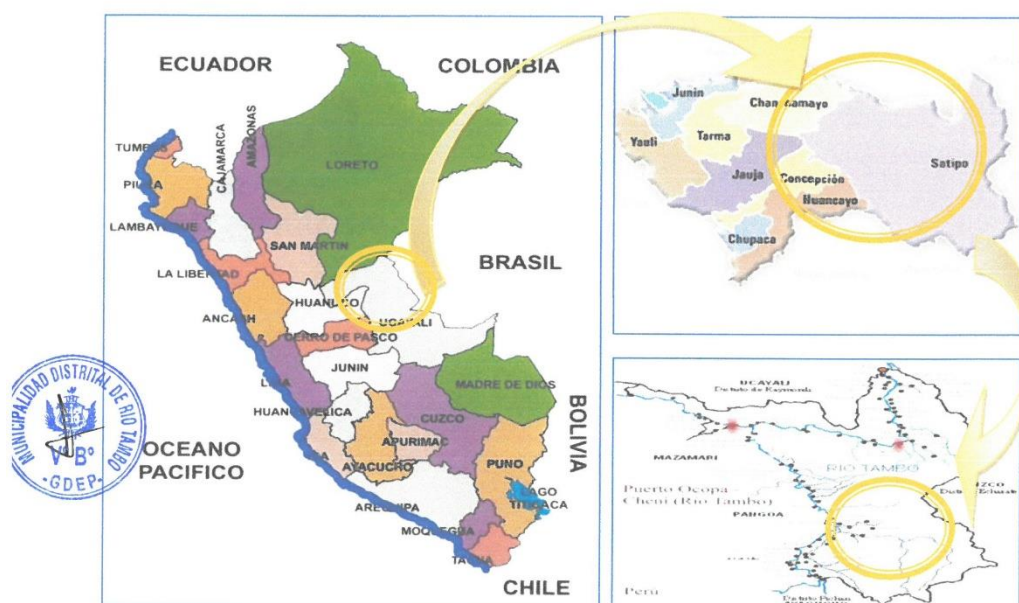 ECUADOR
COLOMBIA
TUMBES
PIURA
CAJAMARCA
AMAZONAS
LORETO
LAMBAYEQUE
SAN MARTIN
LA LIBERTAD
BRASIL
HUANUCO
ANCASH
UCAYALI
CERRO DE PASCO
JUNIN
LIMA
MADRE DE DIOS
HUANCAVELICA
CUZCO
BOLIVIA
OCEANO
PACIFICO
APURIMAC
AYACUCHO
PUNO
LAGO
TITICACA
AREQUIPA
MOQUEGUA
TACNA
CHILE
MUNICIPALIDAD DISTRITAL DE RIO TAMBO
V°B°
-GDEP-
Junin
Chanchamayo
Yauli
Tarma
Satipo
Jauja
Concepción
Huancayo
Chupaca
UCAYALI
MAZAMARI
RIO TAMBO
Puerto Ocopa
Cheni (Rio Tambo)
PANGOA
Perú